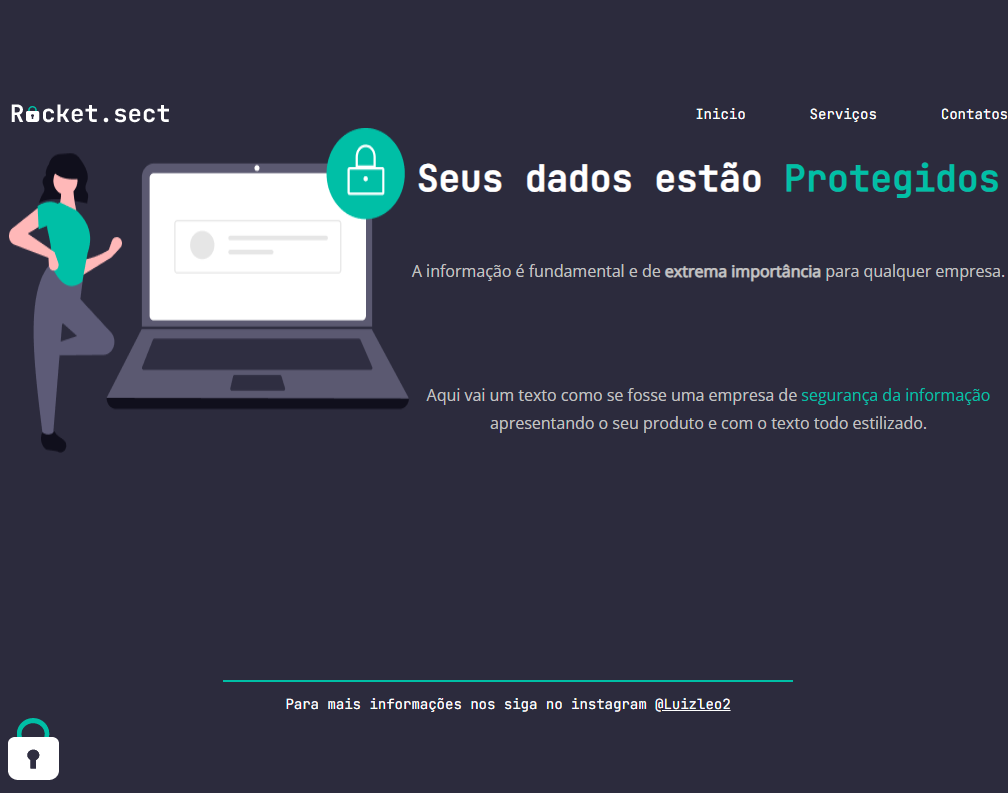 Rocket.sect
Inicio Serviços Contatos
Seus dados estão Protegidos
A informação é fundamental e de extrema importância para qualquer empresa.
Aqui vai um texto como se fosse uma empresa de segurança da informação
apresentando o seu produto e com o texto todo estilizado.
Para mais informações nos siga no instagram @Luizleo2